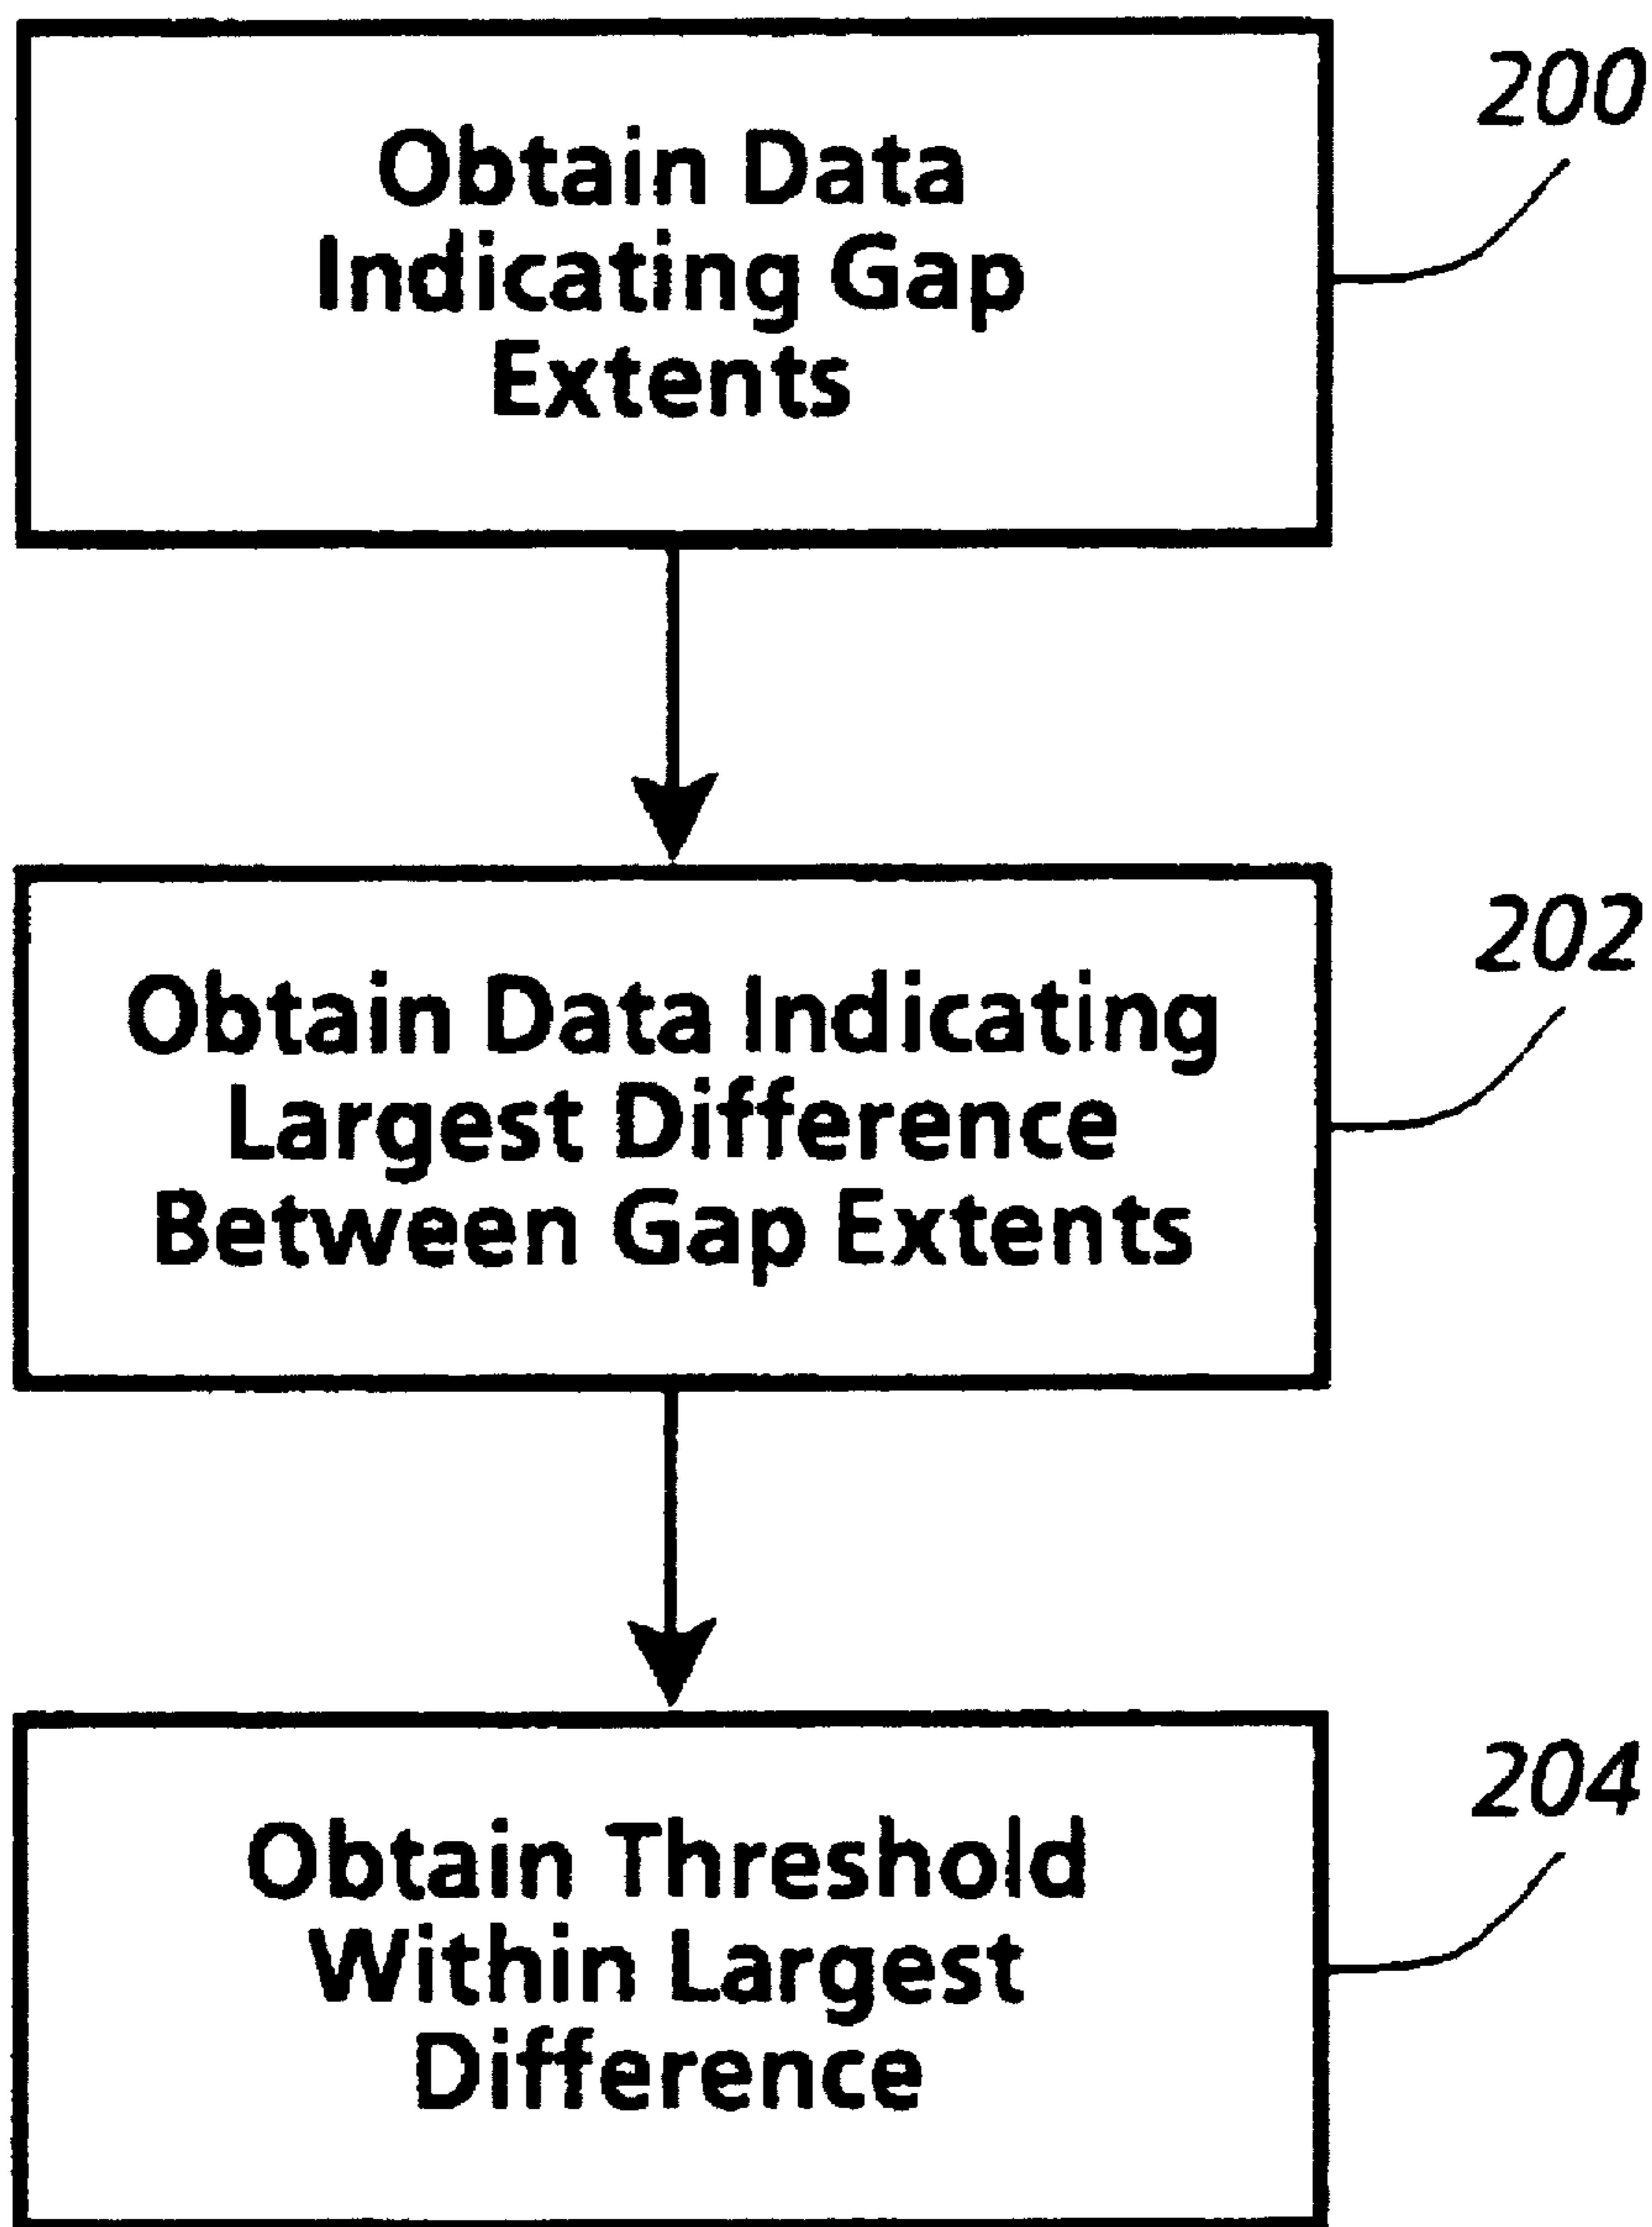 200
Obtain Data
Indicating Gap
Extents
202
Obtain Data Indicating
Largest Difference
Between Gap Extents
204
Obtain Threshold
Within Largest
Difference